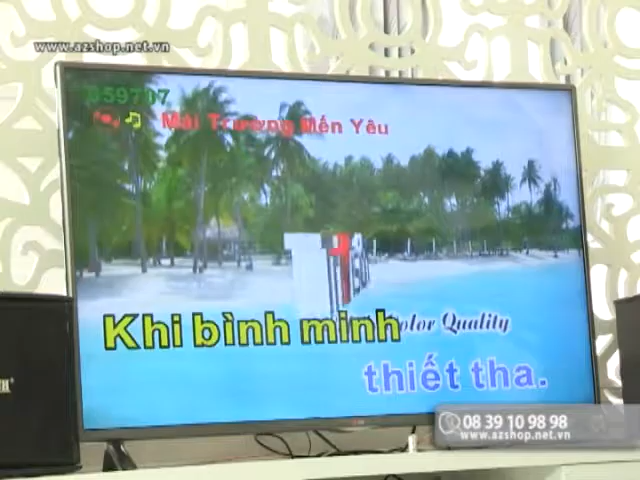 www.azshop.net.vn
859707
Mái Trường Mến Yêu
Khi bình minh
Color Quality
thiết tha.
08 39 10 98 98
www.azshop.net.vn